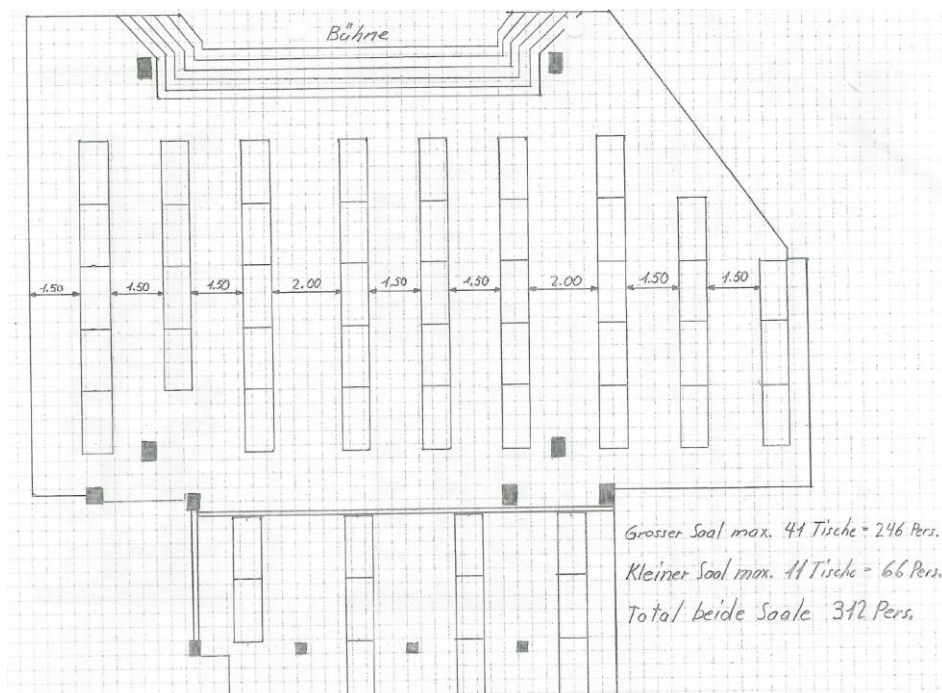 Bühne
1.50 1.50 1.50 2.00 1.50 1.50 2.00 1.50 1.50
Grosser Saal max. 41 Tische = 246 Pers.
Kleiner Saal max. 11 Tische = 66 Pers.
Total beide Saale 312 Pers.